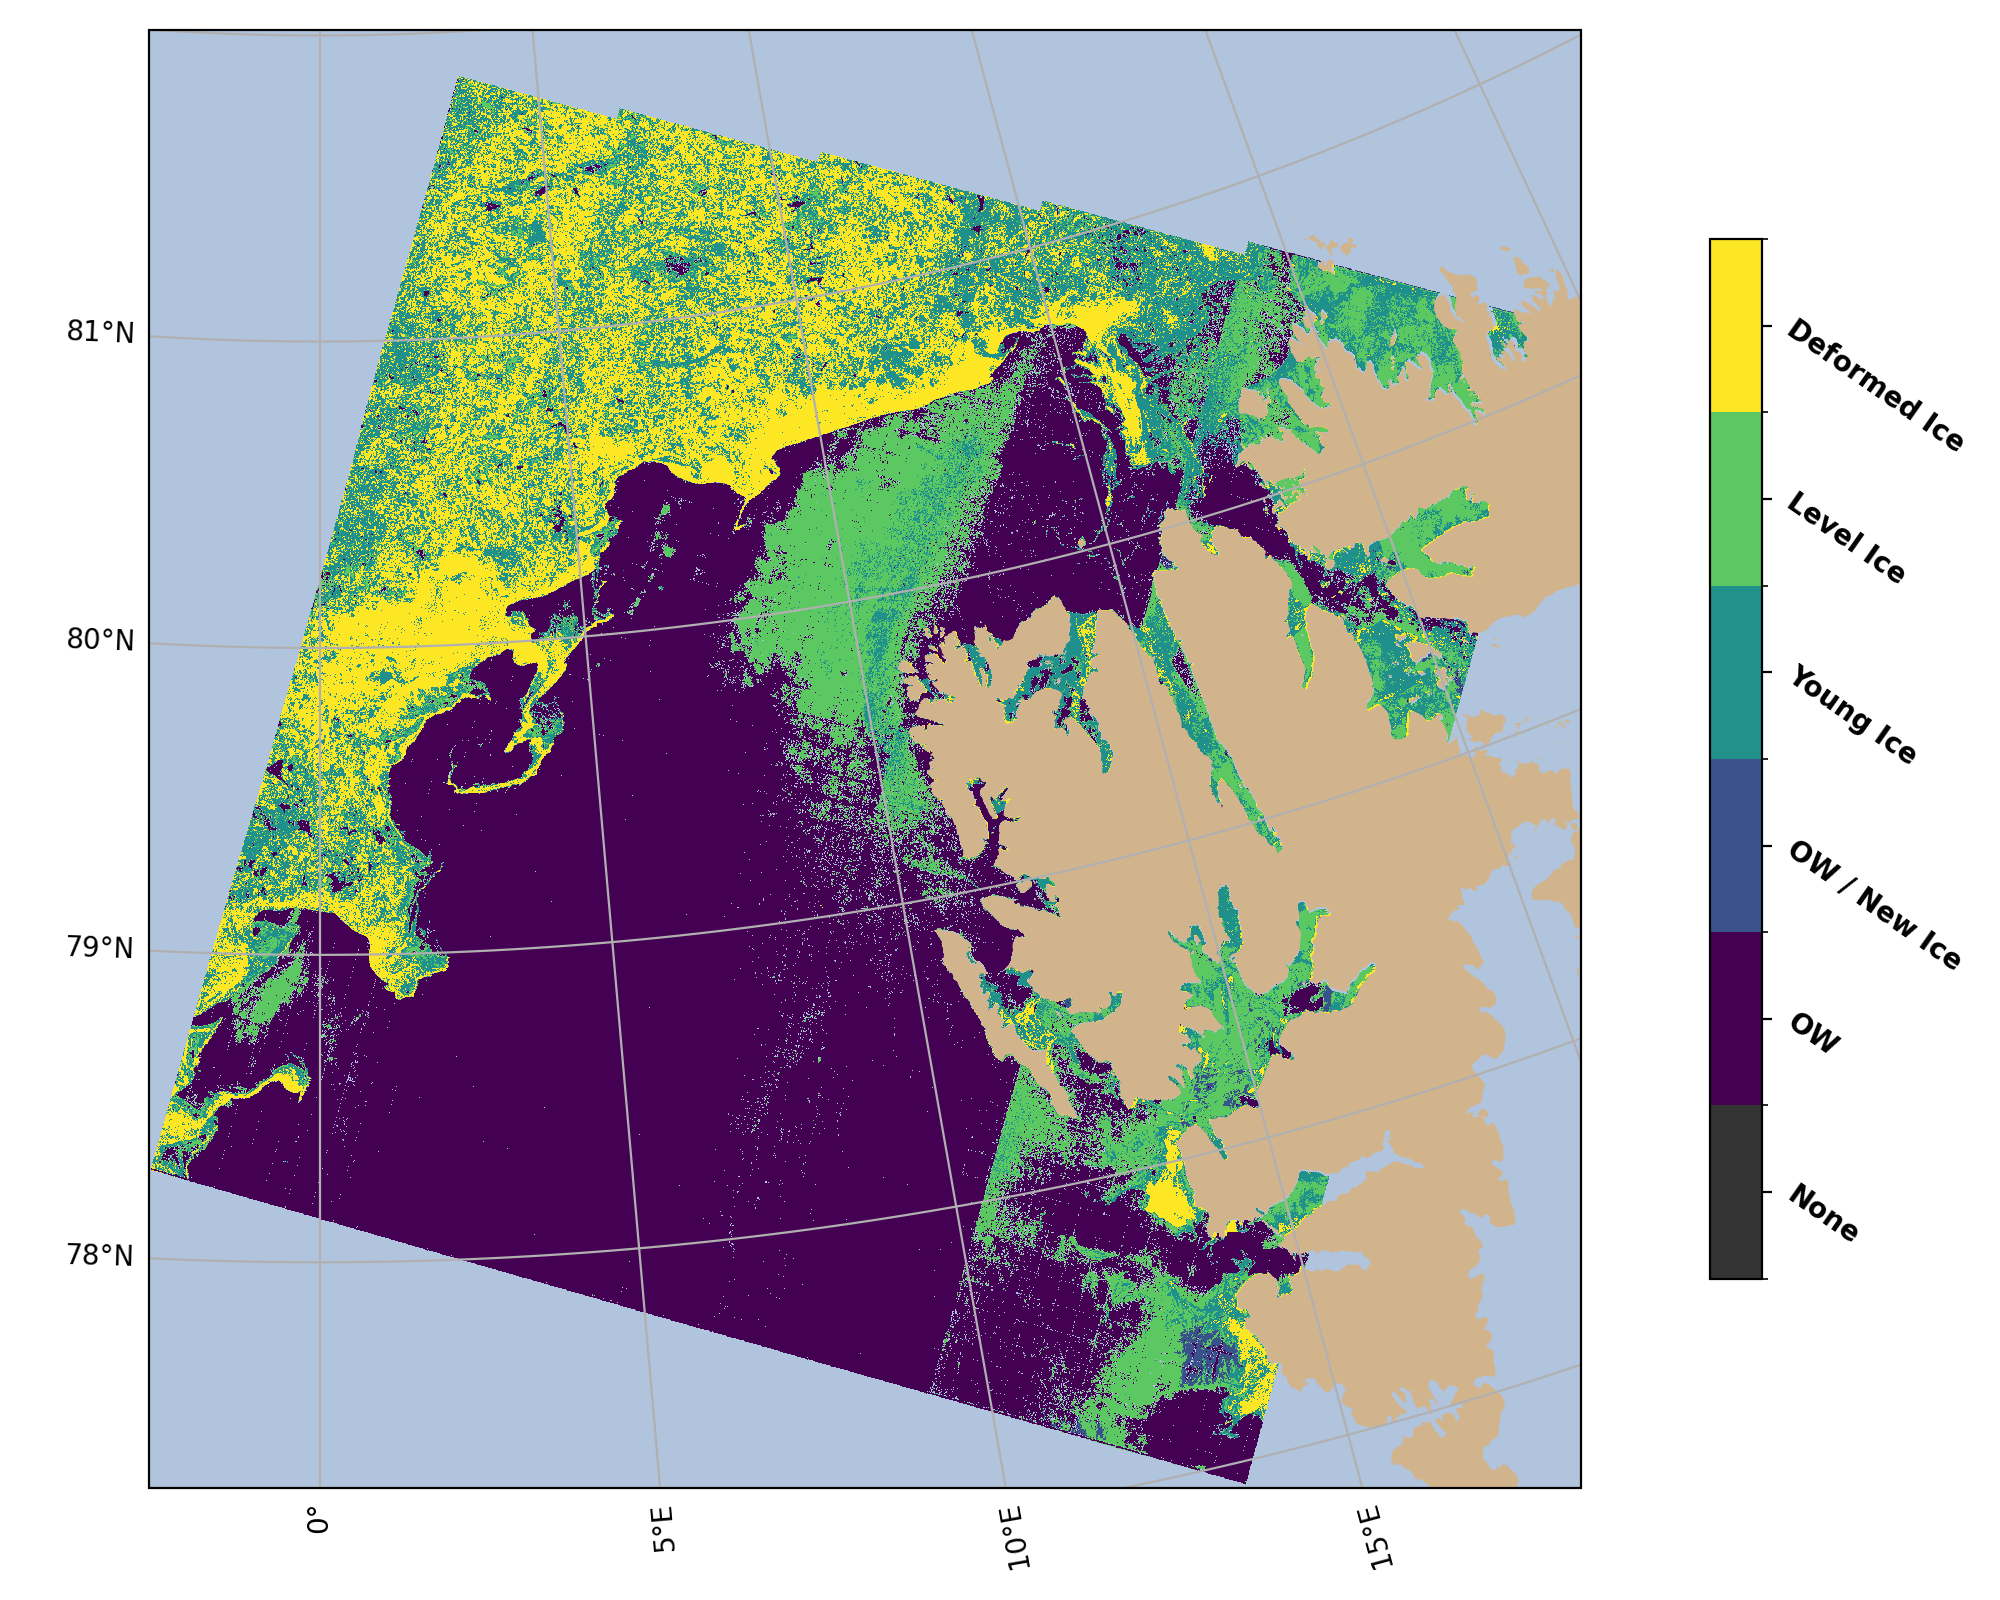 81°N
80°N
79°N
78°N
0°
5°E
10°E
15°E
Deformed Ice
Level Ice
Young Ice
OW / New Ice
OW
None